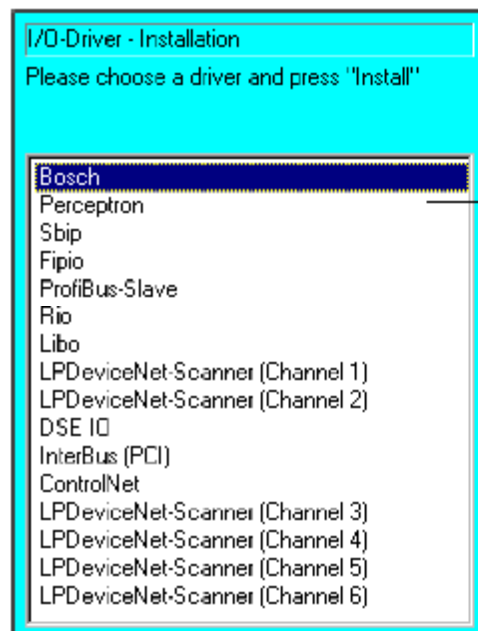 I/O-Driver - Installation
Please choose a driver and press "Install"
Bosch
Perceptron
Sbip
Fipio
ProfiBus-Slave
Rio
Libo
LPDeviceNet-Scanner (Channel 1)
LPDeviceNet-Scanner (Channel 2)
DSE IO
InterBus (PCI)
ControlNet
LPDeviceNet-Scanner (Channel 3)
LPDeviceNet-Scanner (Channel 4)
LPDeviceNet-Scanner (Channel 5)
LPDeviceNet-Scanner (Channel 6)